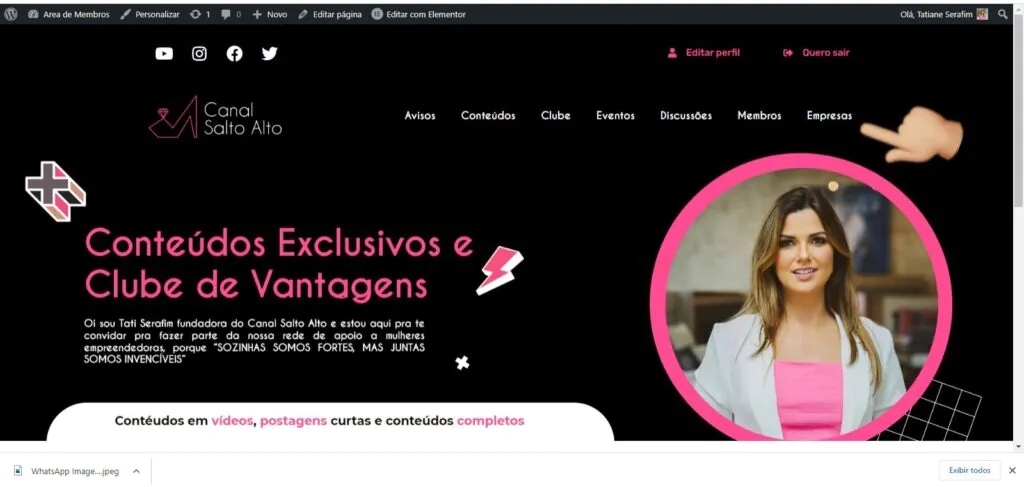 Area de Membros Personalizar 1 0 Novo Editar página Editar com Elementor Olá, Tatiane Serafim
Editar perfil Quero sair
Canal
Salto Alto
Avisos Conteúdos Clube Eventos Discussões Membros Empresas
Conteúdos Exclusivos e
Clube de Vantagens
Oi sou Tati Serafim fundadora do Canal Salto Alto e estou aqui pra te
convidar pra fazer parte da nossa rede de apoio a mulheres
empreendedoras, porque "SOZINHAS SOMOS FORTES, MAS JUNTAS
SOMOS INVENCÍVEIS"
Contéudos em vídeos, postagens curtas e conteúdos completos
WhatsApp Image....jpeg Exibir todos